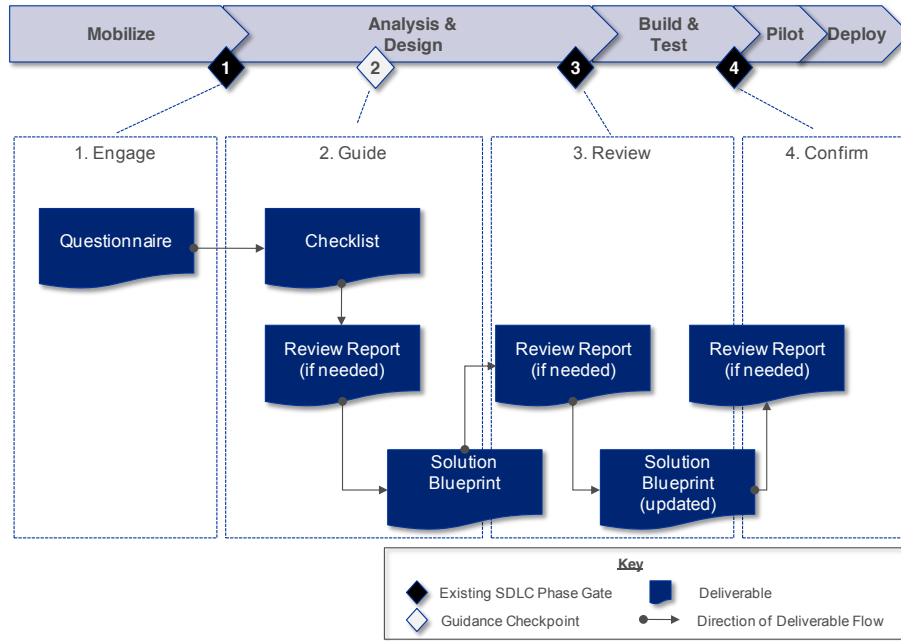 Mobilize
Analysis &
Design
Build &
Test
Pilot
Deploy
1
2
3
4
1. Engage
2. Guide
3. Review
4. Confirm
Questionnaire
Checklist
Review Report
(if needed)
Review Report
(if needed)
Review Report
(if needed)
Solution
Blueprint
Solution
Blueprint
(updated)
Key
Existing SDLC Phase Gate
Deliverable
Guidance Checkpoint
Direction of Deliverable Flow